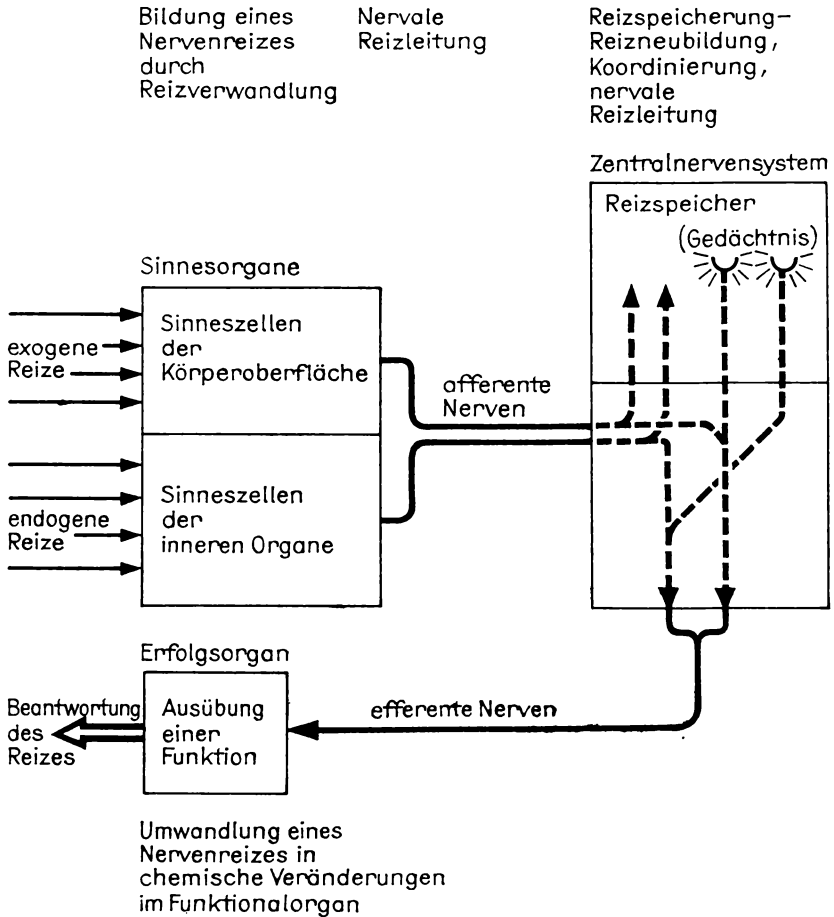 Bildung eines
Nervenreizes
durch
Reizverwandlung
Nervale
Reizleitung
Reizspeicherung–
Reizneubildung,
Koordinierung,
nervale
Reizleitung
Zentralnervensystem
Reizspeicher
(Gedächtnis)
Sinnesorgane
Sinneszellen
der
Körperoberfläche
exogene
Reize
afferente
Nerven
Sinneszellen
der
inneren Organe
endogene
Reize
Erfolgsorgan
Ausübung
einer
Funktion
efferente Nerven
Beantwortung
des
Reizes
Umwandlung eines
Nervenreizes in
chemische Veränderungen
im Funktionalorgan